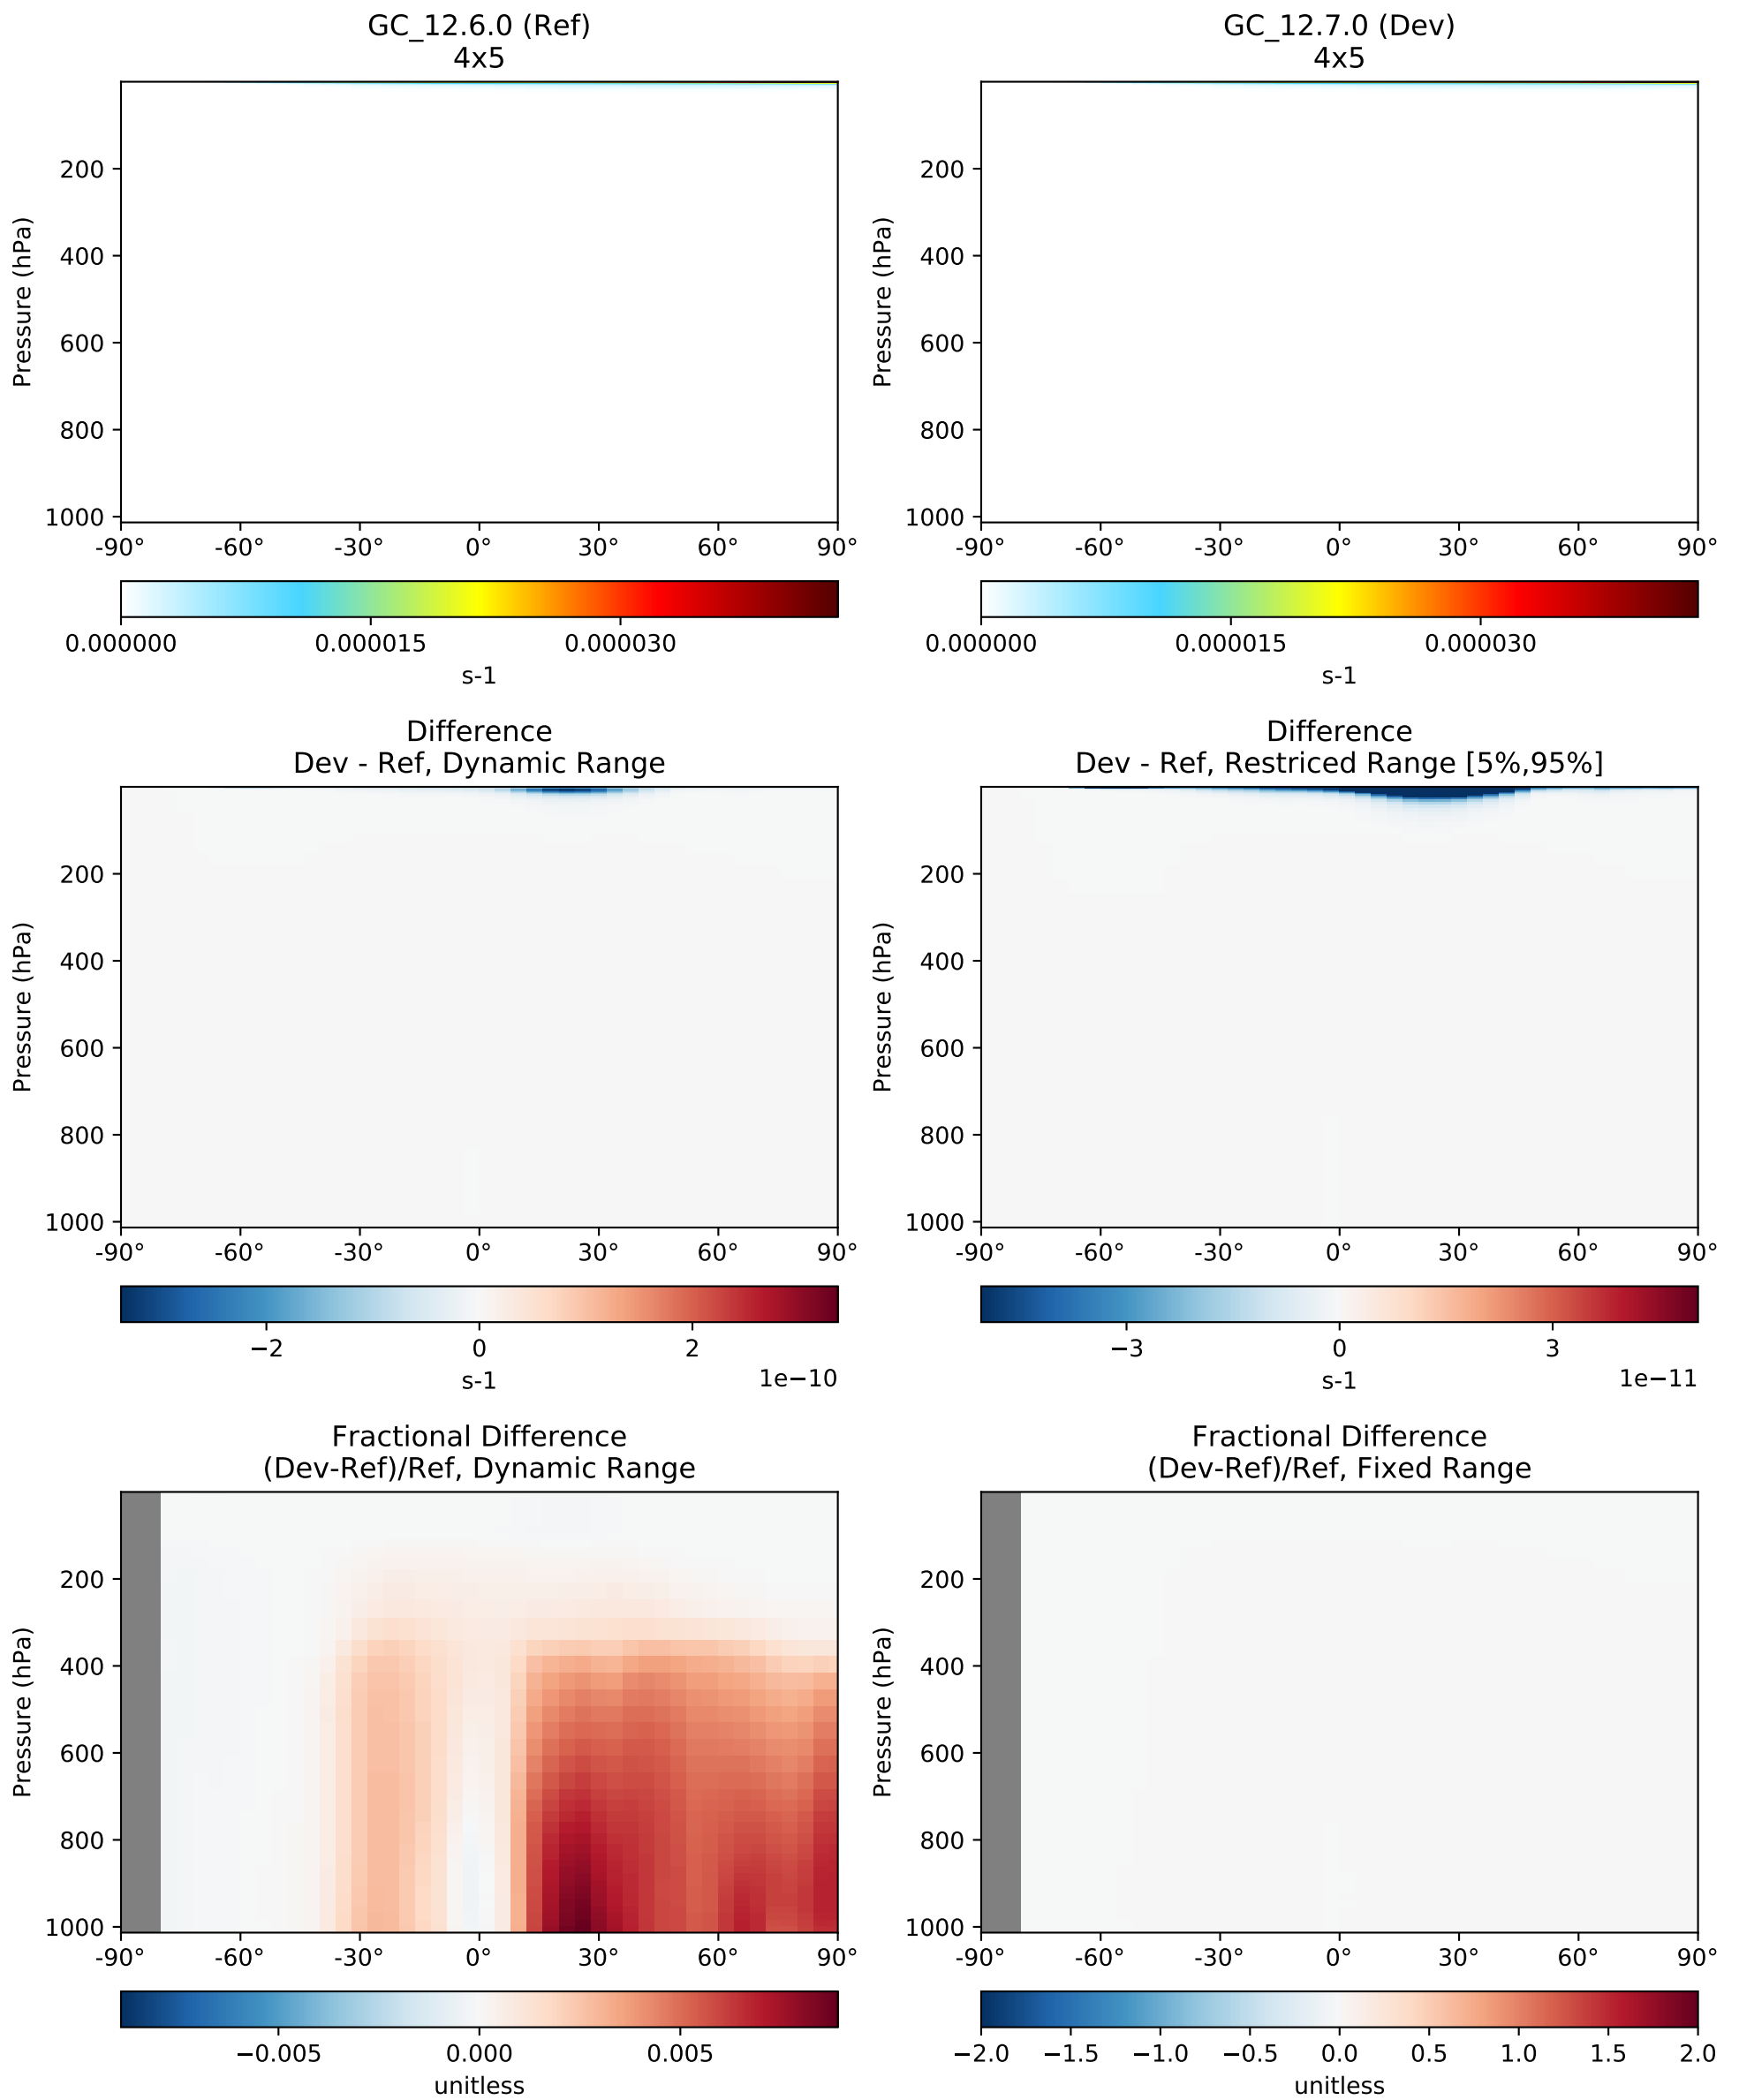 GC_12.6.0 (Ref)
4x5
Pressure (hPa)
200
400
600
800
1000
-90° -60° -30° 0° 30° 60° 90°
0.000000 0.000015 0.000030
s-1
GC_12.7.0 (Dev)
4x5
Pressure (hPa)
200
400
600
800
1000
-90° -60° -30° 0° 30° 60° 90°
0.000000 0.000015 0.000030
s-1
Difference
Dev - Ref, Dynamic Range
Pressure (hPa)
200
400
600
800
1000
-90° -60° -30° 0° 30° 60° 90°
−2 0 2
s-1 1e−10
Difference
Dev - Ref, Restriced Range [5%,95%]
Pressure (hPa)
200
400
600
800
1000
-90° -60° -30° 0° 30° 60° 90°
−3 0 3
s-1 1e−11
Fractional Difference
(Dev-Ref)/Ref, Dynamic Range
Pressure (hPa)
200
400
600
800
1000
-90° -60° -30° 0° 30° 60° 90°
−0.005 0.000 0.005
unitless
Fractional Difference
(Dev-Ref)/Ref, Fixed Range
Pressure (hPa)
200
400
600
800
1000
-90° -60° -30° 0° 30° 60° 90°
−2.0 −1.5 −1.0 −0.5 0.0 0.5 1.0 1.5 2.0
unitless